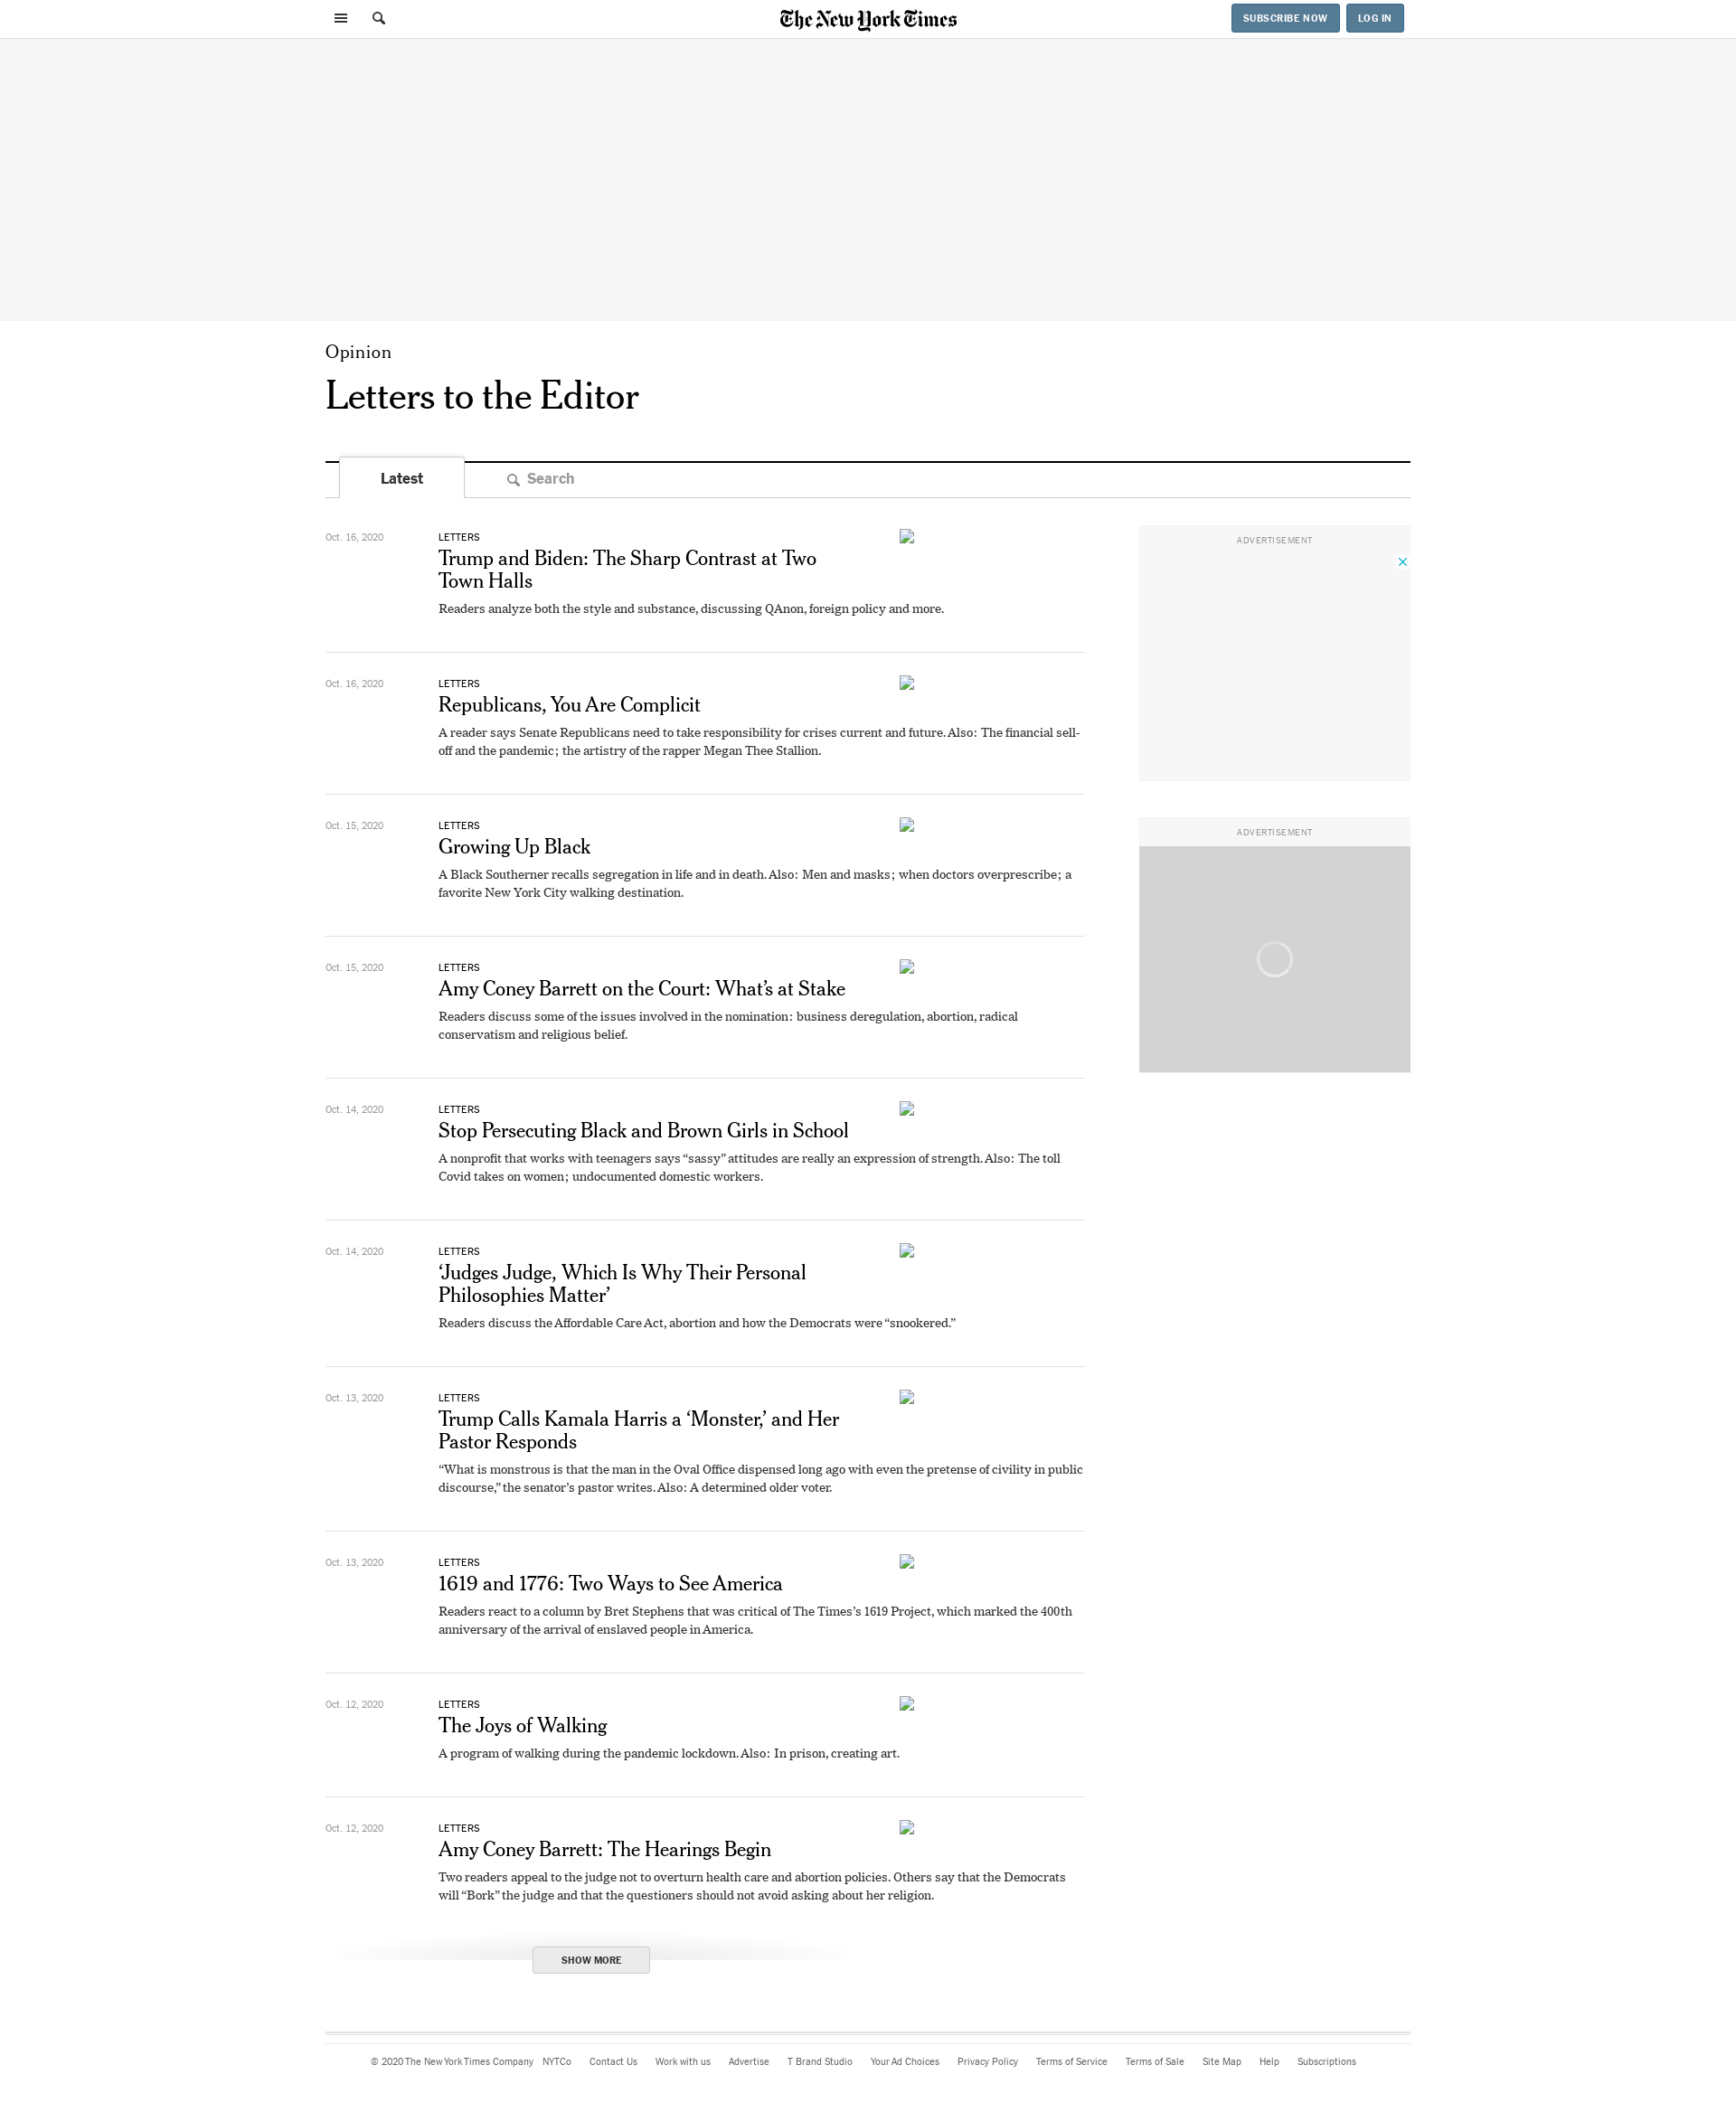 The New York Times
SUBSCRIBE NOW
LOG IN
Opinion
Letters to the Editor
Latest
Search
Oct. 16, 2020
LETTERS
Trump and Biden: The Sharp Contrast at Two
Town Halls
Readers analyze both the style and substance, discussing QAnon, foreign policy and more.
Oct. 16, 2020
LETTERS
Republicans, You Are Complicit
A reader says Senate Republicans need to take responsibility for crises current and future. Also: The financial sell-
off and the pandemic; the artistry of the rapper Megan Thee Stallion.
Oct. 15, 2020
LETTERS
Growing Up Black
A Black Southerner recalls segregation in life and in death. Also: Men and masks; when doctors overprescribe; a
favorite New York City walking destination.
Oct. 15, 2020
LETTERS
Amy Coney Barrett on the Court: What’s at Stake
Readers discuss some of the issues involved in the nomination: business deregulation, abortion, radical
conservatism and religious belief.
Oct. 14, 2020
LETTERS
Stop Persecuting Black and Brown Girls in School
A nonprofit that works with teenagers says “sassy” attitudes are really an expression of strength. Also: The toll
Covid takes on women; undocumented domestic workers.
Oct. 14, 2020
LETTERS
‘Judges Judge, Which Is Why Their Personal
Philosophies Matter’
Readers discuss the Affordable Care Act, abortion and how the Democrats were “snookered.”
Oct. 13, 2020
LETTERS
Trump Calls Kamala Harris a ‘Monster,’ and Her
Pastor Responds
“What is monstrous is that the man in the Oval Office dispensed long ago with even the pretense of civility in public
discourse,” the senator’s pastor writes. Also: A determined older voter.
Oct. 13, 2020
LETTERS
1619 and 1776: Two Ways to See America
Readers react to a column by Bret Stephens that was critical of The Times’s 1619 Project, which marked the 400th
anniversary of the arrival of enslaved people in America.
Oct. 12, 2020
LETTERS
The Joys of Walking
A program of walking during the pandemic lockdown. Also: In prison, creating art.
Oct. 12, 2020
LETTERS
Amy Coney Barrett: The Hearings Begin
Two readers appeal to the judge not to overturn health care and abortion policies. Others say that the Democrats
will “Bork” the judge and that the questioners should not avoid asking about her religion.
SHOW MORE
ADVERTISEMENT
ADVERTISEMENT
© 2020 The New York Times Company NYTCo Contact Us Work with us Advertise T Brand Studio Your Ad Choices Privacy Policy Terms of Service Terms of Sale Site Map Help Subscriptions